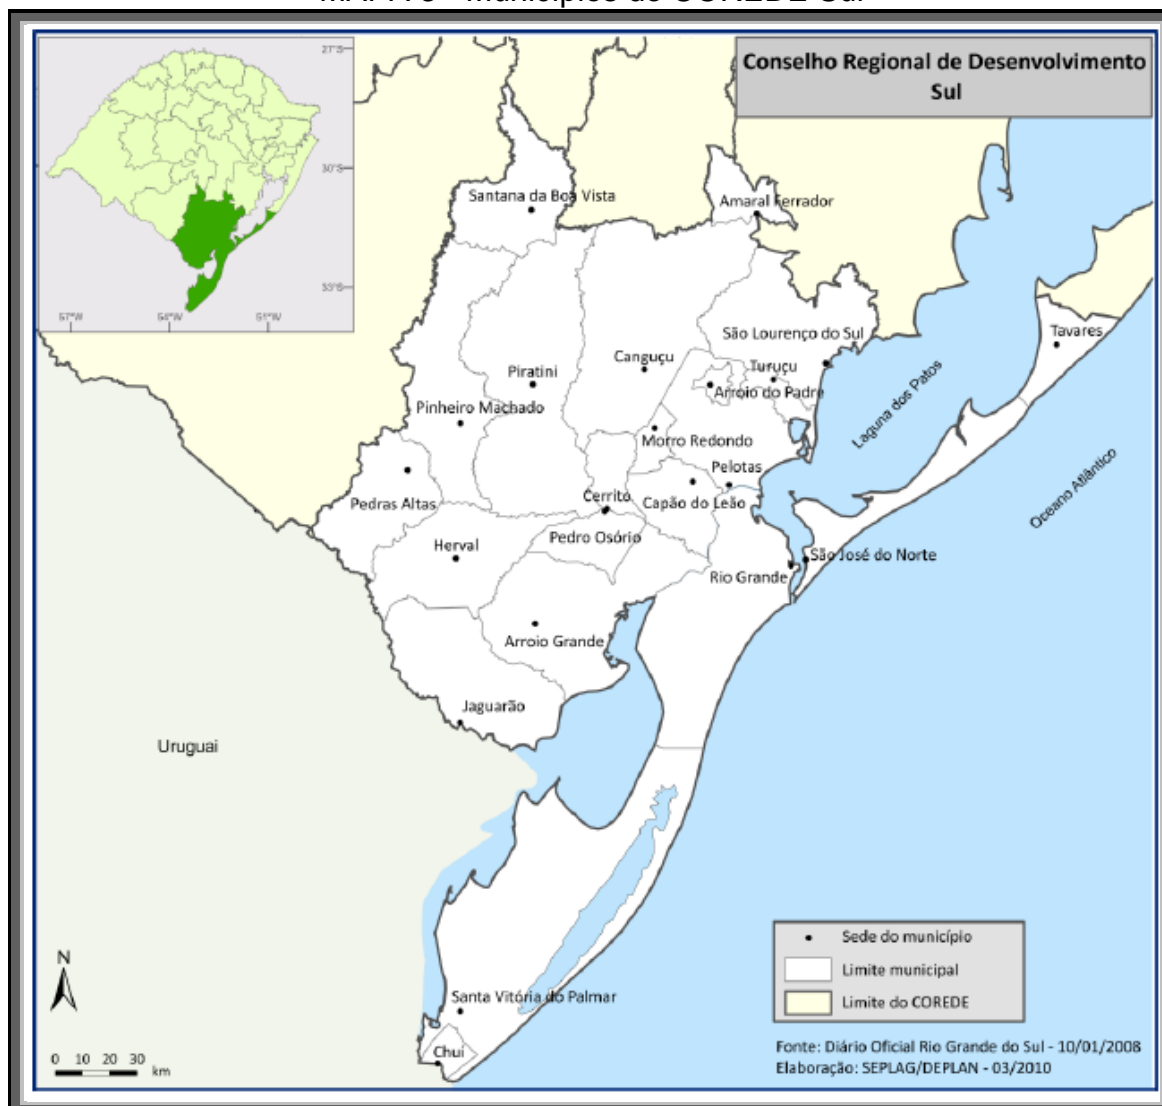 Conselho Regional de Desenvolvimento
Sul
27°S
30°S
33°S
57°W
54°W
51°W
Santana da Boa Vista
Amaral Ferrador
São Lourenço do Sul
Tavares
Canguçu
Turuçu
Piratini
Arroio do Padre
Laguna dos Patos
Pinheiro Machado
Morro Redondo
Pelotas
Oceano Atlântico
Pedras Altas
Cerrito
Capão do Leão
Herval
Pedro Osório
São José do Norte
Rio Grande
Arroio Grande
Jaguarão
Uruguai
Santa Vitória do Palmar
Chuí
N
0 10 20 30
km
Sede do município
Limite municipal
Limite do COREDE
Fonte: Diário Oficial Rio Grande do Sul - 10/01/2008
Elaboração: SEPLAG/DEPLAN - 03/2010